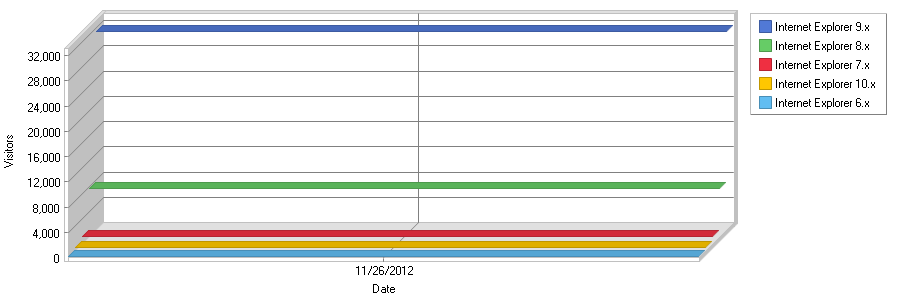 Visitors
32,000
28,000
24,000
20,000
16,000
12,000
8,000
4,000
0
11/26/2012
Date
Internet Explorer 9.x
Internet Explorer 8.x
Internet Explorer 7.x
Internet Explorer 10.x
Internet Explorer 6.x